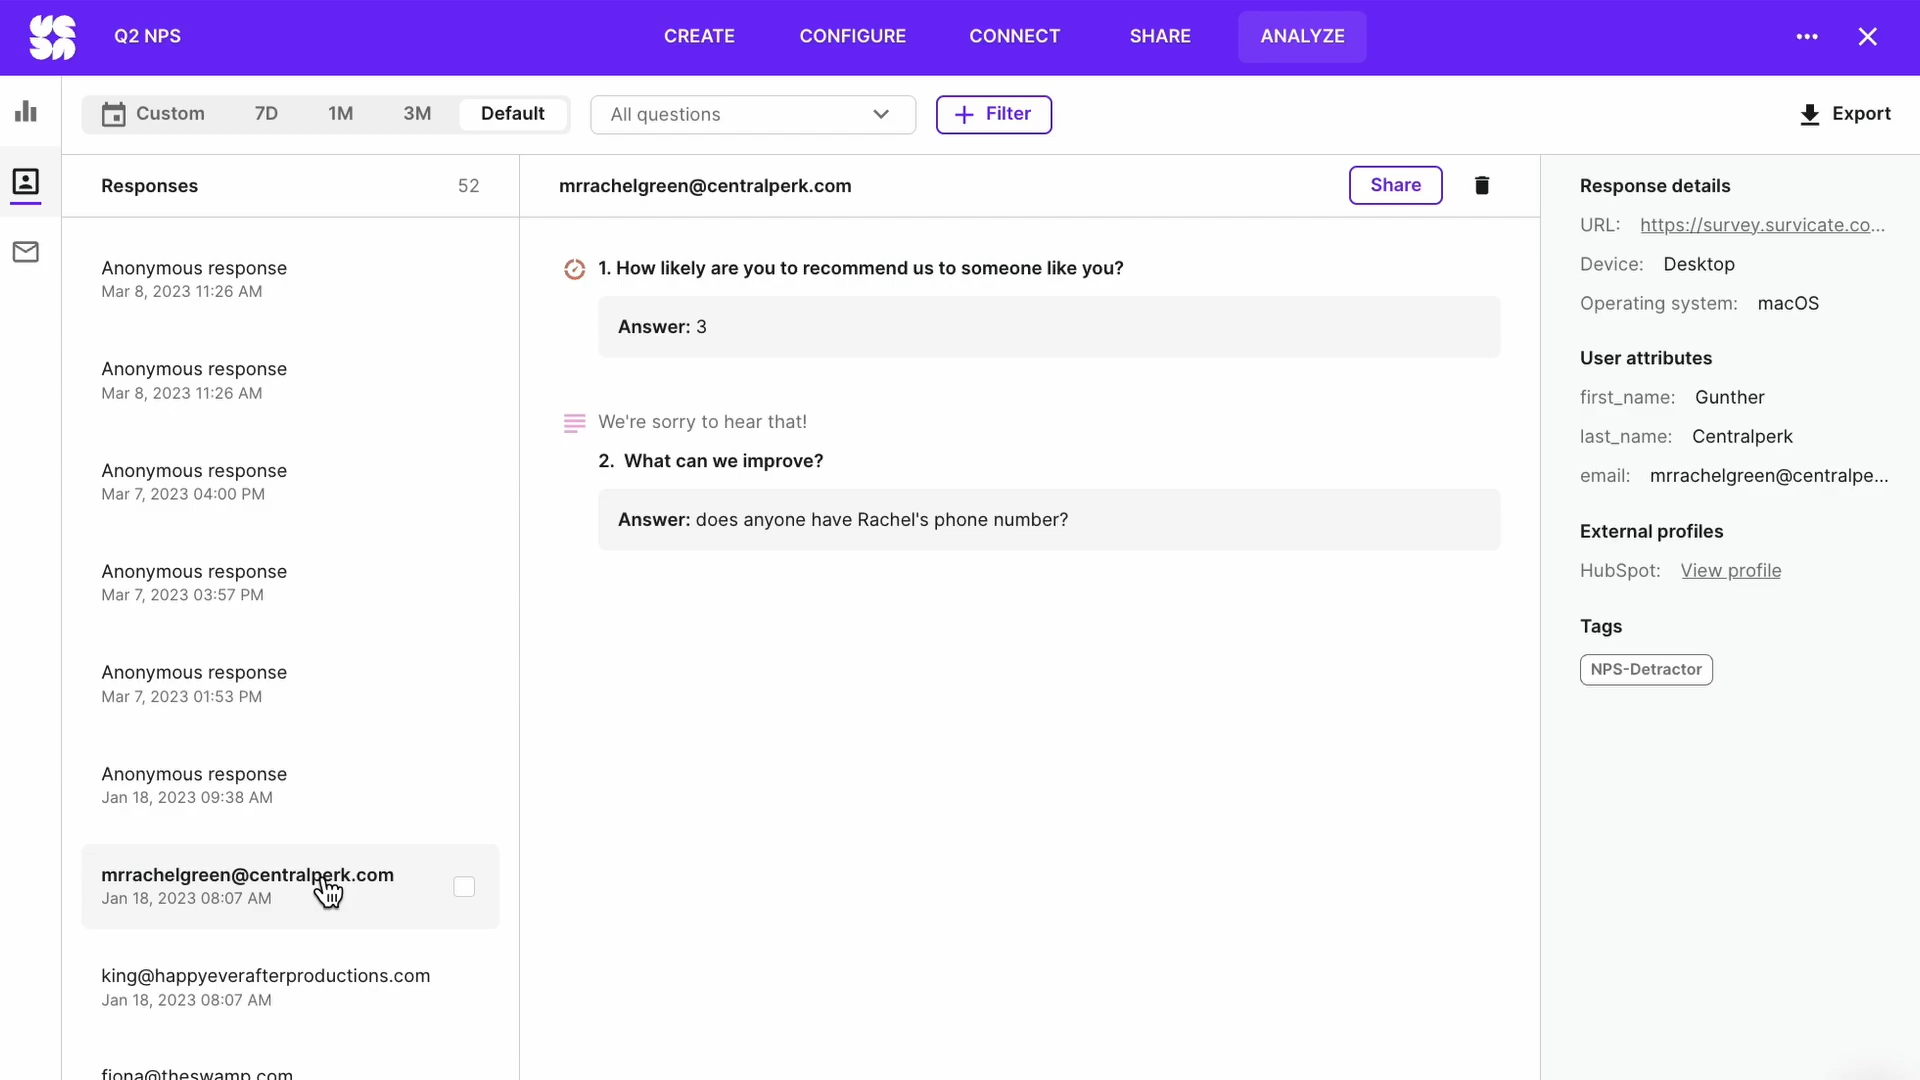 Q2 NPS
CREATE
CONFIGURE
CONNECT
SHARE
ANALYZE
Custom
7D
1M
3M
Default
All questions
Filter
Export
Responses
52
Anonymous response
Mar 8, 2023 11:26 AM
Anonymous response
Mar 8, 2023 11:26 AM
Anonymous response
Mar 7, 2023 04:00 PM
Anonymous response
Mar 7, 2023 03:57 PM
Anonymous response
Mar 7, 2023 01:53 PM
Anonymous response
Jan 18, 2023 09:38 AM
mrrachelgreen@centralperk.com
Jan 18, 2023 08:07 AM
king@happyeverafterproductions.com
Jan 18, 2023 08:07 AM
fiona@theswamp.com
mrrachelgreen@centralperk.com
Share
1. How likely are you to recommend us to someone like you?
Answer: 3
We're sorry to hear that!
2. What can we improve?
Answer: does anyone have Rachel's phone number?
Response details
URL: https://survey.survicate.co...
Device: Desktop
Operating system: macOS
User attributes
first_name: Gunther
last_name: Centralperk
email: mrrachelgreen@centralpe...
External profiles
HubSpot: View profile
Tags
NPS-Detractor